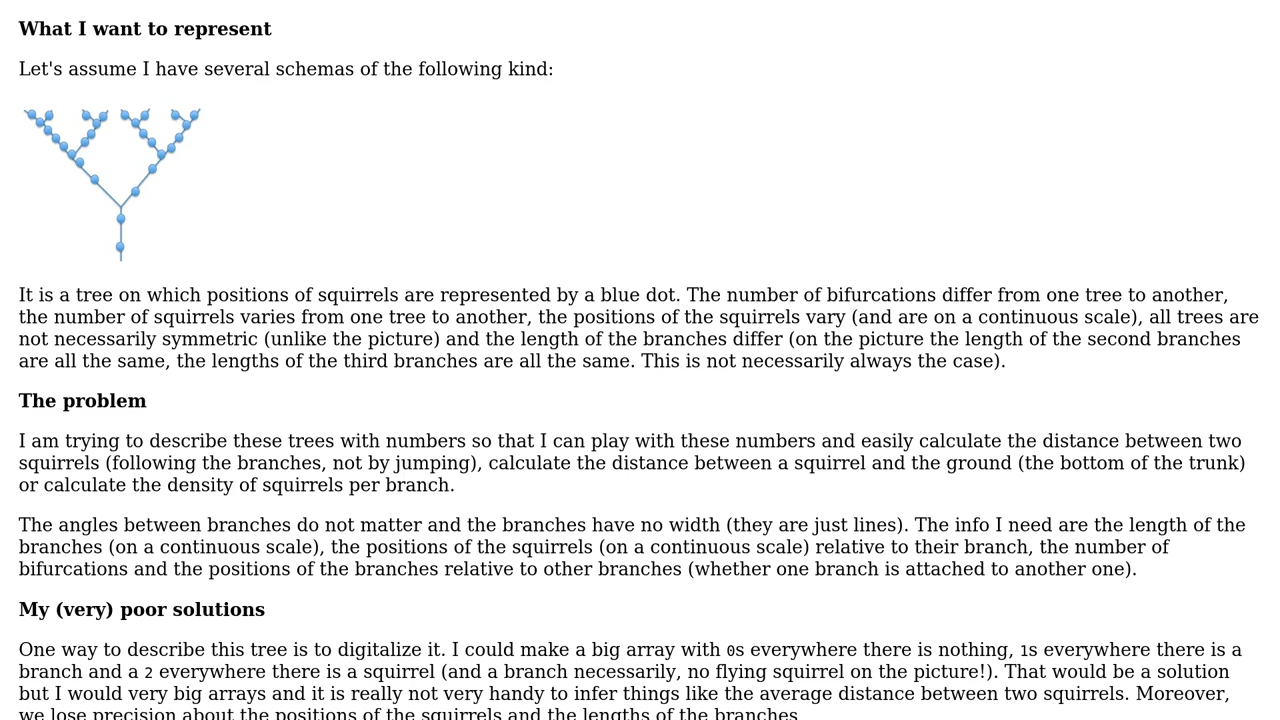 What I want to represent
Let's assume I have several schemas of the following kind:
It is a tree on which positions of squirrels are represented by a blue dot. The number of bifurcations differ from one tree to another,
the number of squirrels varies from one tree to another, the positions of the squirrels vary (and are on a continuous scale), all trees are
not necessarily symmetric (unlike the picture) and the length of the branches differ (on the picture the length of the second branches
are all the same, the lengths of the third branches are all the same. This is not necessarily always the case).
The problem
I am trying to describe these trees with numbers so that I can play with these numbers and easily calculate the distance between two
squirrels (following the branches, not by jumping), calculate the distance between a squirrel and the ground (the bottom of the trunk)
or calculate the density of squirrels per branch.
The angles between branches do not matter and the branches have no width (they are just lines). The info I need are the length of the
branches (on a continuous scale), the positions of the squirrels (on a continuous scale) relative to their branch, the number of
bifurcations and the positions of the branches relative to other branches (whether one branch is attached to another one).
My (very) poor solutions
One way to describe this tree is to digitalize it. I could make a big array with 0s everywhere there is nothing, 1s everywhere there is a
branch and a 2 everywhere there is a squirrel (and a branch necessarily, no flying squirrel on the picture!). That would be a solution
but I would very big arrays and it is really not very handy to infer things like the average distance between two squirrels. Moreover,
we lose precision about the positions of the squirrels and the lengths of the branches